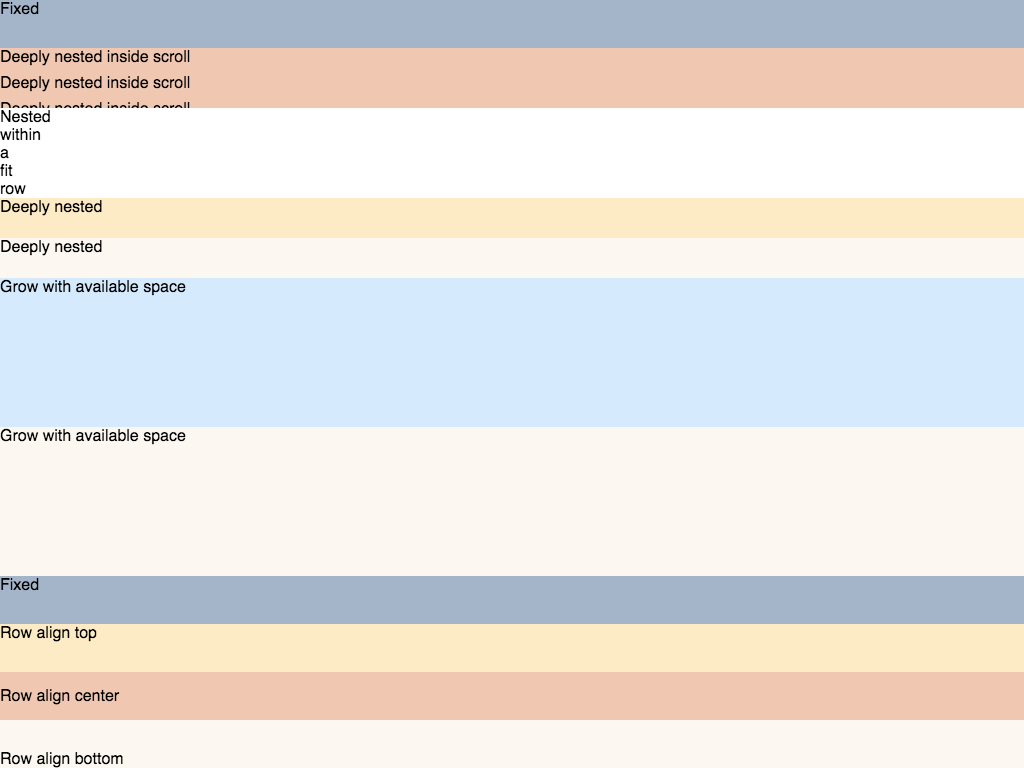 Fixed
Deeply nested inside scroll
Deeply nested inside scroll
Deeply nested inside scroll
Nested
within
a
fit
row
Deeply nested
Deeply nested
Grow with available space
Grow with available space
Fixed
Row align top
Row align center
Row align bottom